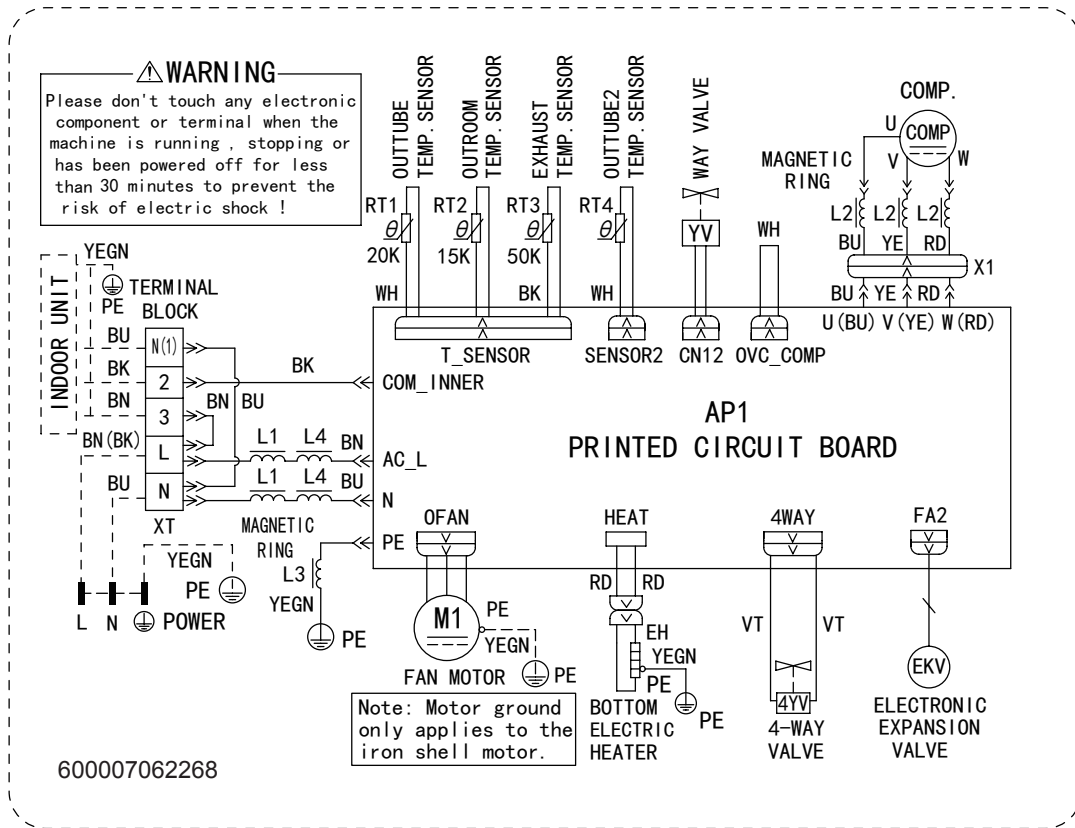 ⚠WARNING
Please don't touch any electronic
component or terminal when the
machine is running , stopping or
has been powered off for less
than 30 minutes to prevent the
risk of electric shock !
OUTTUBE
TEMP. SENSOR
OUTROOM
TEMP. SENSOR
EXHAUST
TEMP. SENSOR
OUTTUBE2
TEMP. SENSOR
WAY VALVE
COMP.
U
COMP
V
W
MAGNETIC
RING
RT1
RT2
RT3
RT4
θ
θ
θ
θ
20K
15K
50K
YV
WH
L2
L2
L2
BU
YE
RD
X1
WH
BK
WH
BU
YE
RD
U(BU)
V(YE)
W(RD)
T_SENSOR
SENSOR2
CN12
OVC_COMP
YEGN
PE
INDOOR UNIT
TERMINAL
BLOCK
BU
N(1)
BK
2
BK
COM_INNER
BN
3
BN
BU
BN(BK)
L
L1
L4
BN
AC_L
BU
N
L1
L4
BU
N
XT
AP1
PRINTED CIRCUIT BOARD
MAGNETIC
RING
L3
YEGN
PE
PE
YEGN
PE
L
N
POWER
OFAN
HEAT
4WAY
FA2
M1
PE
YEGN
PE
FAN MOTOR
RD
RD
EH
YEGN
PE
PE
BOTTOM
ELECTRIC
HEATER
VT
VT
4YV
4-WAY
VALVE
EKV
ELECTRONIC
EXPANSION
VALVE
Note: Motor ground
only applies to the
iron shell motor.
600007062268